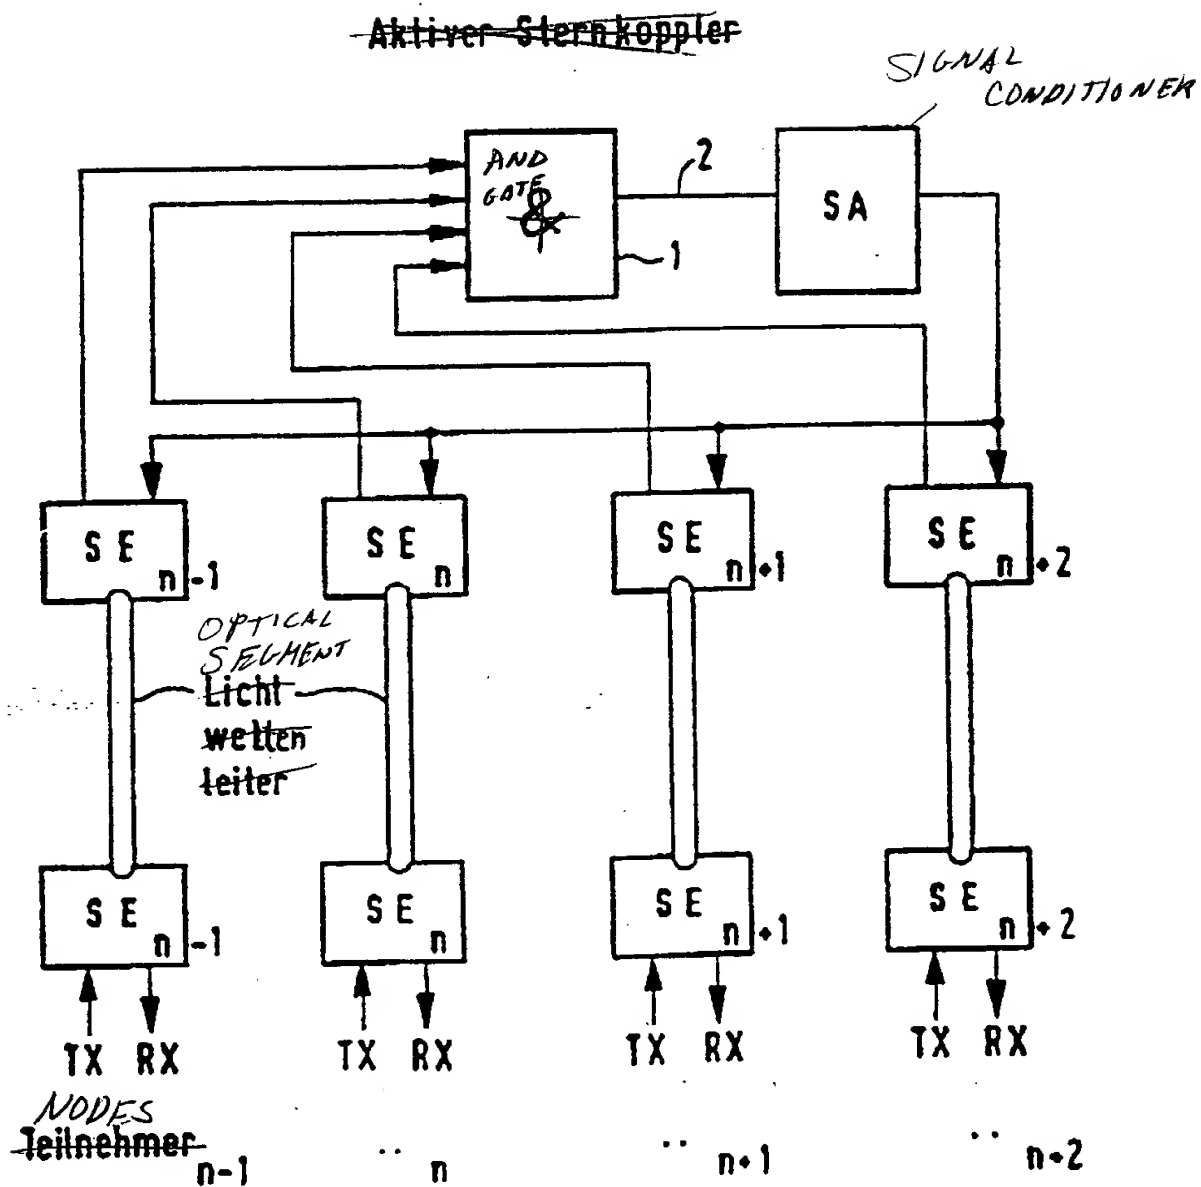 Aktiver Sternkoppler
SIGNAL
CONDITIONER
AND
GATE
&
2
SA
1
SE n-1
SE n
SE n+1
SE n+2
OPTICAL
SEGMENT
Licht
wellen
leiter
SE n-1
SE n
SE n+1
SE n+2
TX RX
TX RX
TX RX
TX RX
NODES
Teilnehmer n-1
.. n
.. n+1
.. n+2